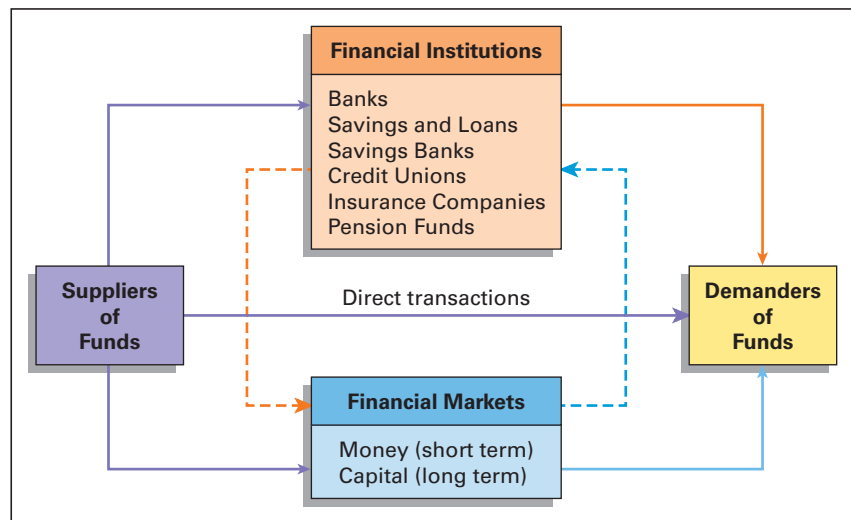 Financial Institutions
Banks
Savings and Loans
Savings Banks
Credit Unions
Insurance Companies
Pension Funds
Suppliers
of
Funds
Direct transactions
Demanders
of
Funds
Financial Markets
Money (short term)
Capital (long term)